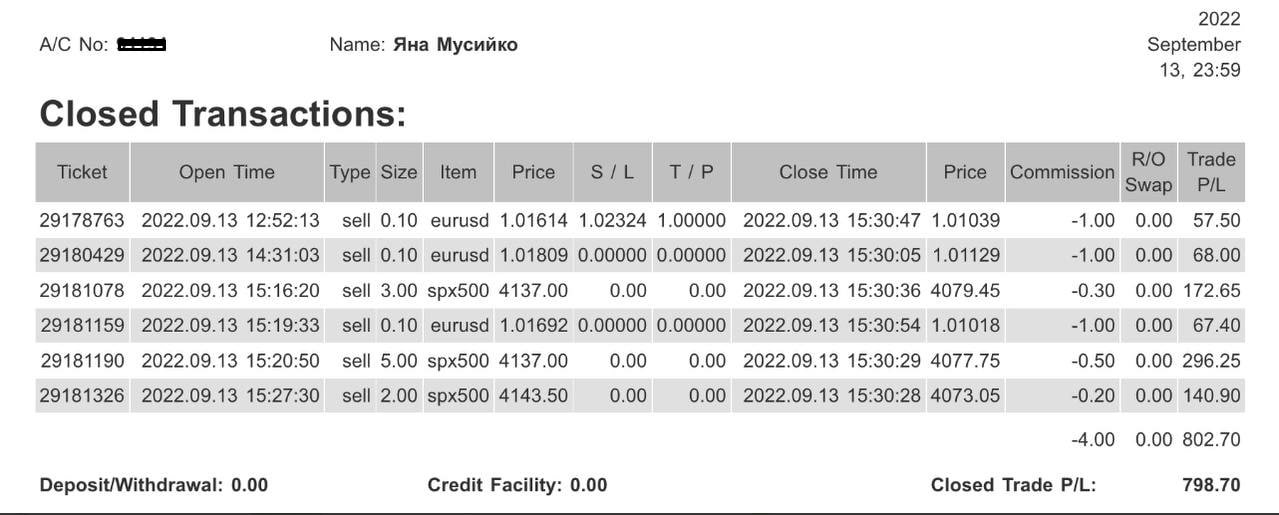 2022
September
13, 23:59
A/C No:
Name: Яна Мусийко
Closed Transactions:
Ticket Open Time Type Size Item Price S / L T / P Close Time Price Commission R/O Swap Trade P/L
29178763 2022.09.13 12:52:13 sell 0.10 eurusd 1.01614 1.02324 1.00000 2022.09.13 15:30:47 1.01039 -1.00 0.00 57.50
29180429 2022.09.13 14:31:03 sell 0.10 eurusd 1.01809 0.00000 0.00000 2022.09.13 15:30:05 1.01129 -1.00 0.00 68.00
29181078 2022.09.13 15:16:20 sell 3.00 spx500 4137.00 0.00 0.00 2022.09.13 15:30:36 4079.45 -0.30 0.00 172.65
29181159 2022.09.13 15:19:33 sell 0.10 eurusd 1.01692 0.00000 0.00000 2022.09.13 15:30:54 1.01018 -1.00 0.00 67.40
29181190 2022.09.13 15:20:50 sell 5.00 spx500 4137.00 0.00 0.00 2022.09.13 15:30:29 4077.75 -0.50 0.00 296.25
29181326 2022.09.13 15:27:30 sell 2.00 spx500 4143.50 0.00 0.00 2022.09.13 15:30:28 4073.05 -0.20 0.00 140.90
-4.00 0.00 802.70
Deposit/Withdrawal: 0.00 Credit Facility: 0.00 Closed Trade P/L: 798.70